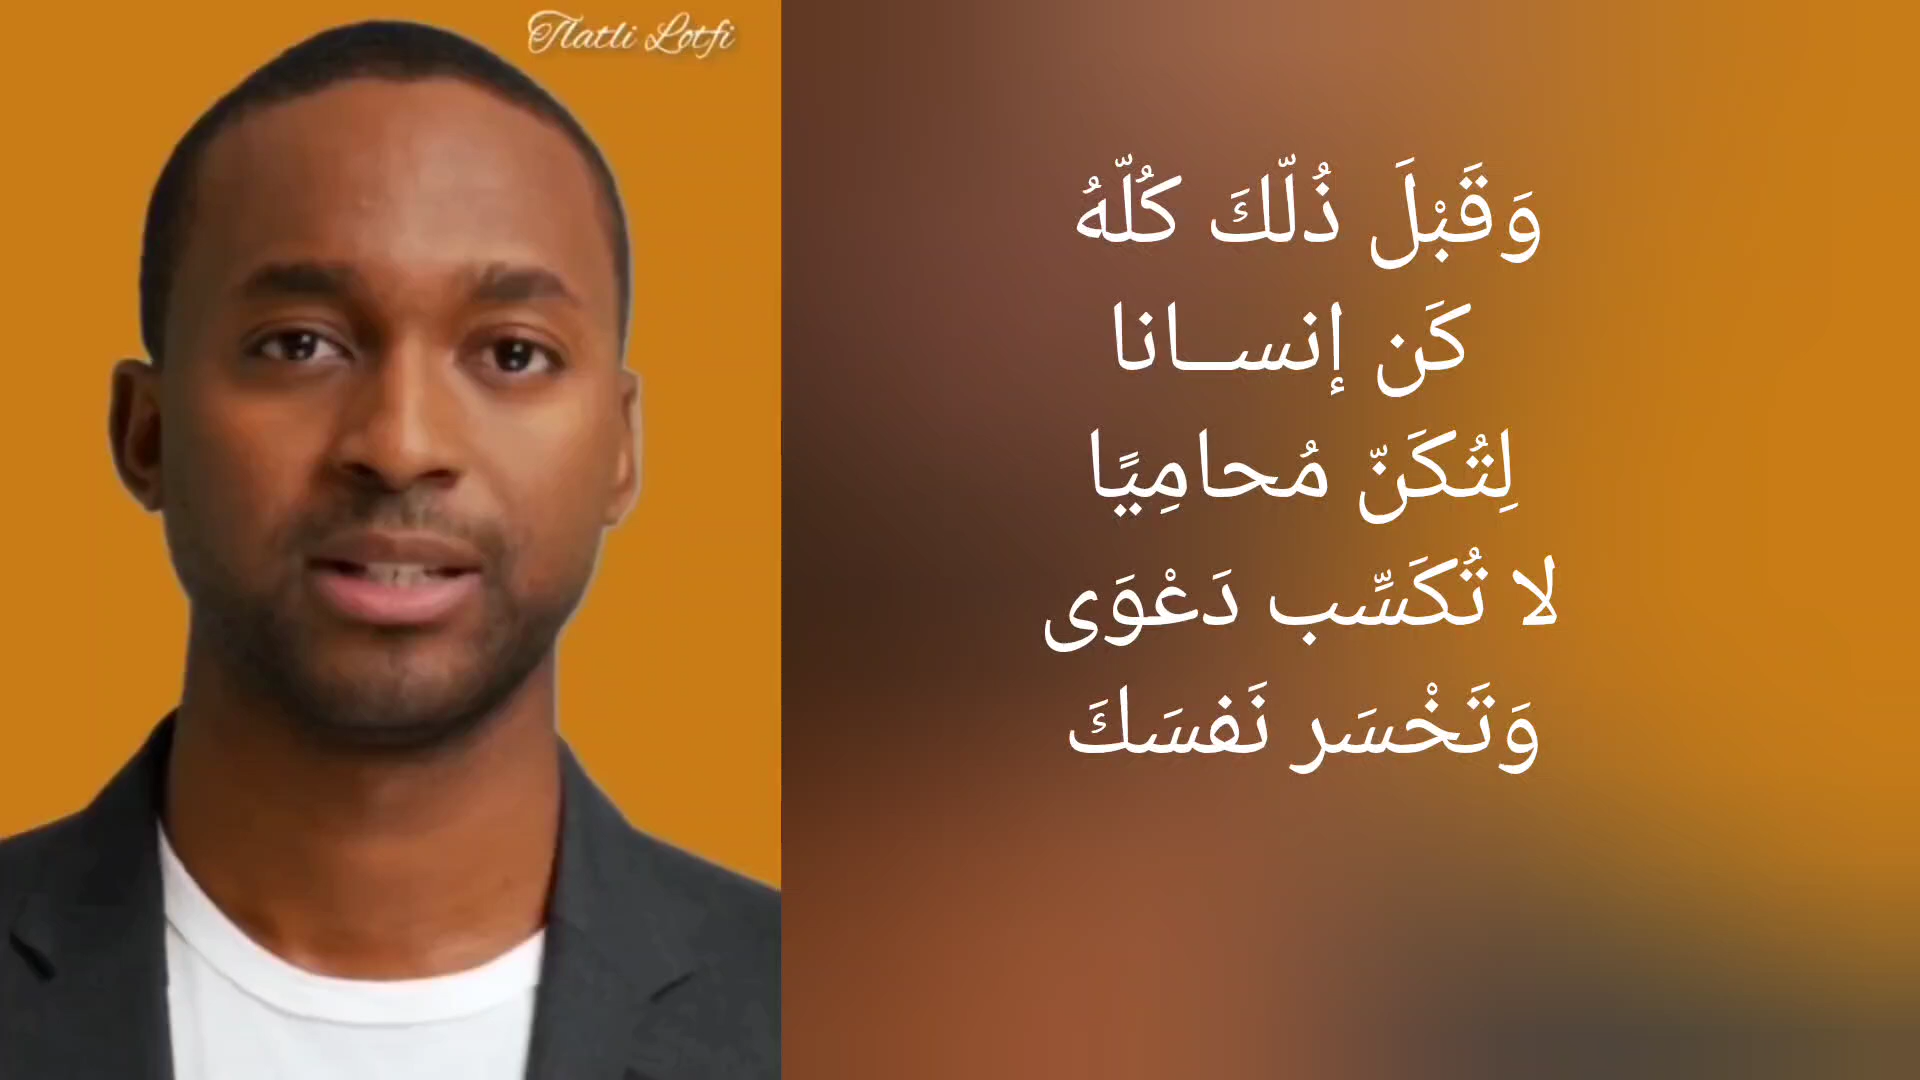 Tlatli Lotfi
وَقَبْلَ ذُلّكَ كُلّهُ
كَن إنســانا
لِتُكَنّ مُحامِيًا
لا تُكَسِّب دَعْوَى
وَتَخْسَر نَفسَكَ